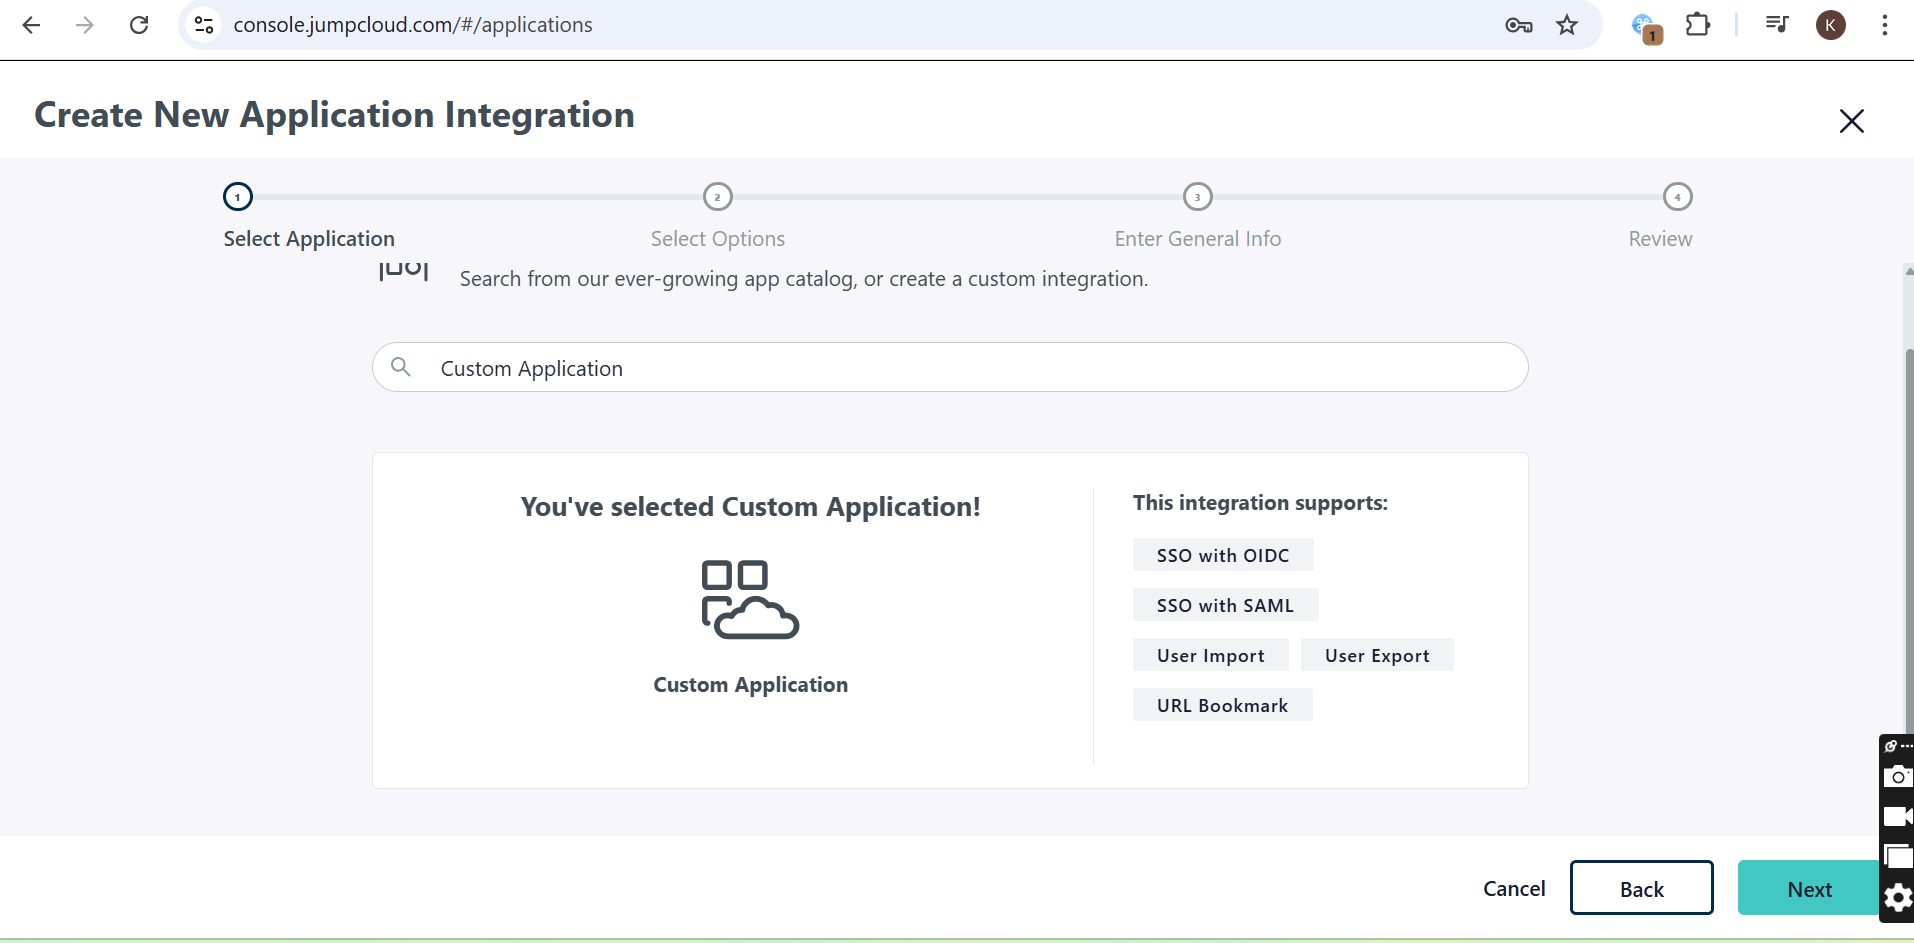 console.jumpcloud.com/#/applications
1
K
Create New Application Integration
1
2
3
4
Select Application
Select Options
Enter General Info
Review
Search from our ever-growing app catalog, or create a custom integration.
Custom Application
You've selected Custom Application!
Custom Application
This integration supports:
SSO with OIDC
SSO with SAML
User Import
User Export
URL Bookmark
Cancel
Back
Next